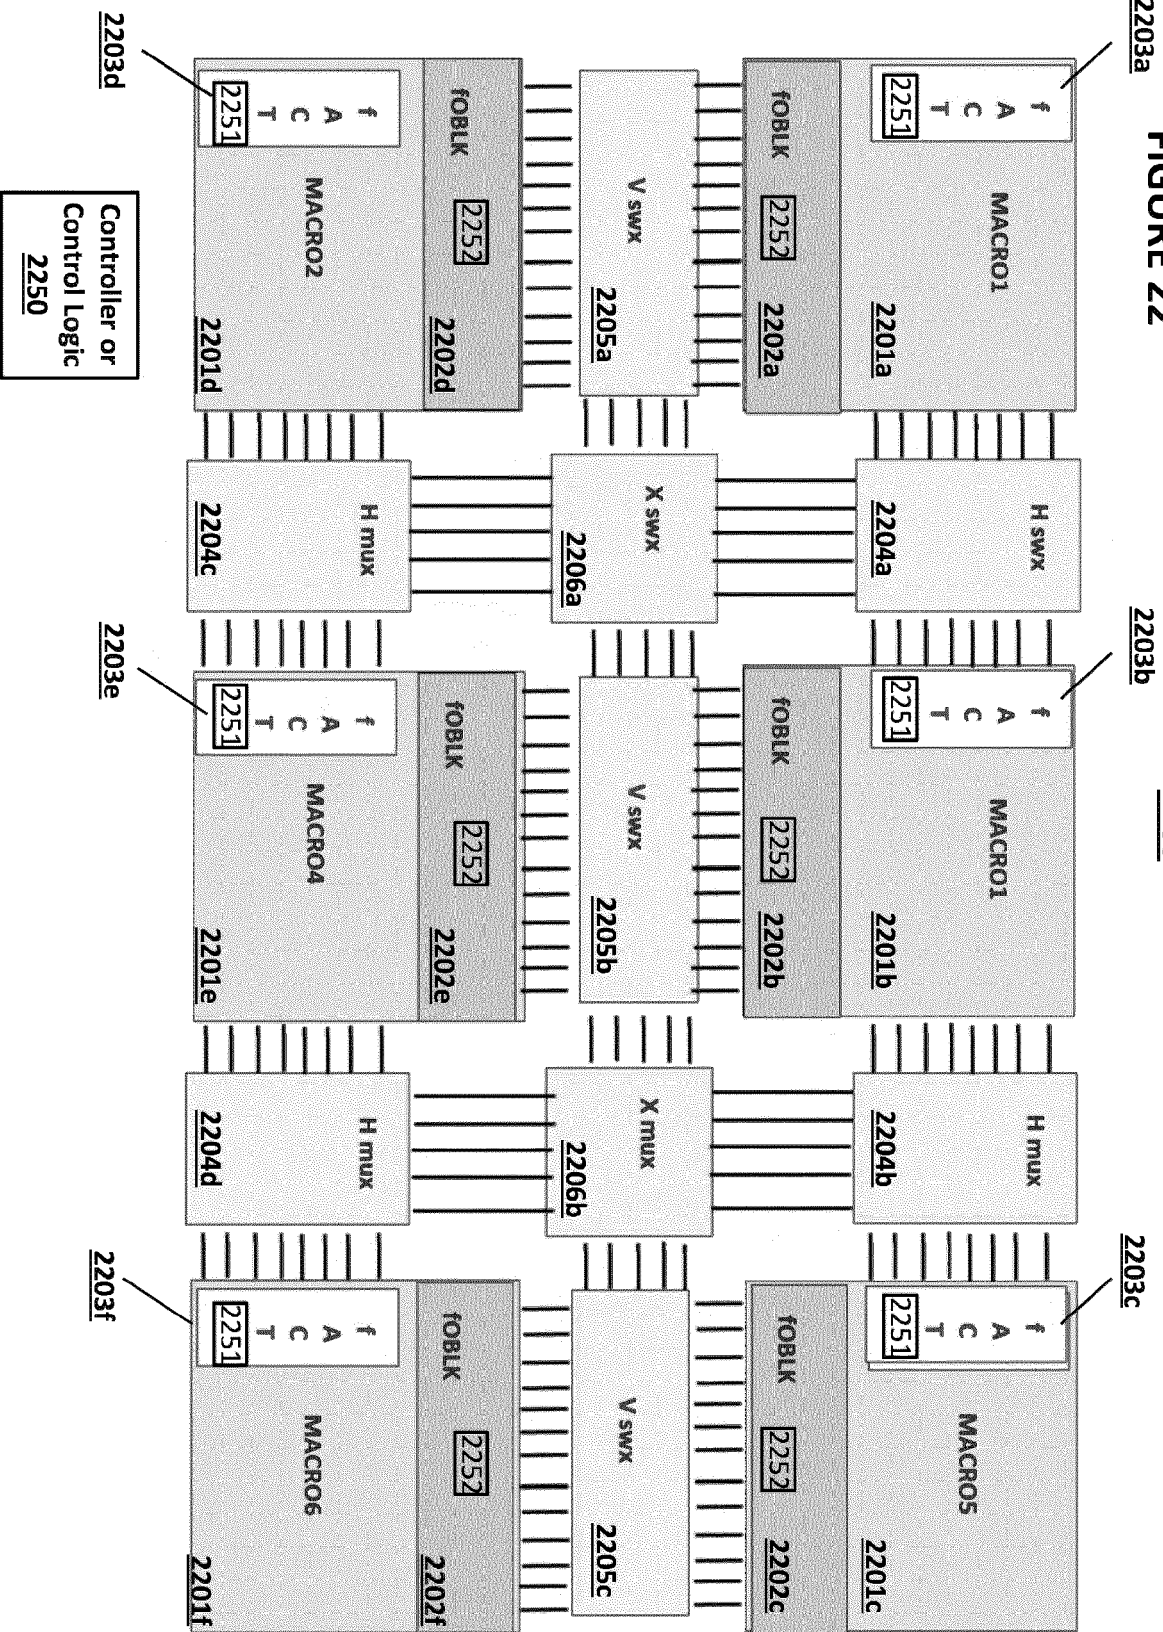 FIGURE 22
2203a
f
A
C
T
2251
MACRO1
2201a
fOBLK
2252
2202a
H swx
2204a
2203b
f
A
C
T
2251
MACRO1
2201b
fOBLK
2252
2202b
H mux
2204b
2203c
f
A
C
T
2251
MACRO5
2201c
fOBLK
2252
2202c
V swx
2205a
X swx
2206a
V swx
2205b
X mux
2206b
V swx
2205c
fOBLK
2252
2202d
2203d
f
A
C
T
2251
MACRO2
2201d
H mux
2204c
fOBLK
2252
2202e
2203e
f
A
C
T
2251
MACRO4
2201e
H mux
2204d
fOBLK
2252
2202f
2203f
f
A
C
T
2251
MACRO6
2201f
Controller or
Control Logic
2250